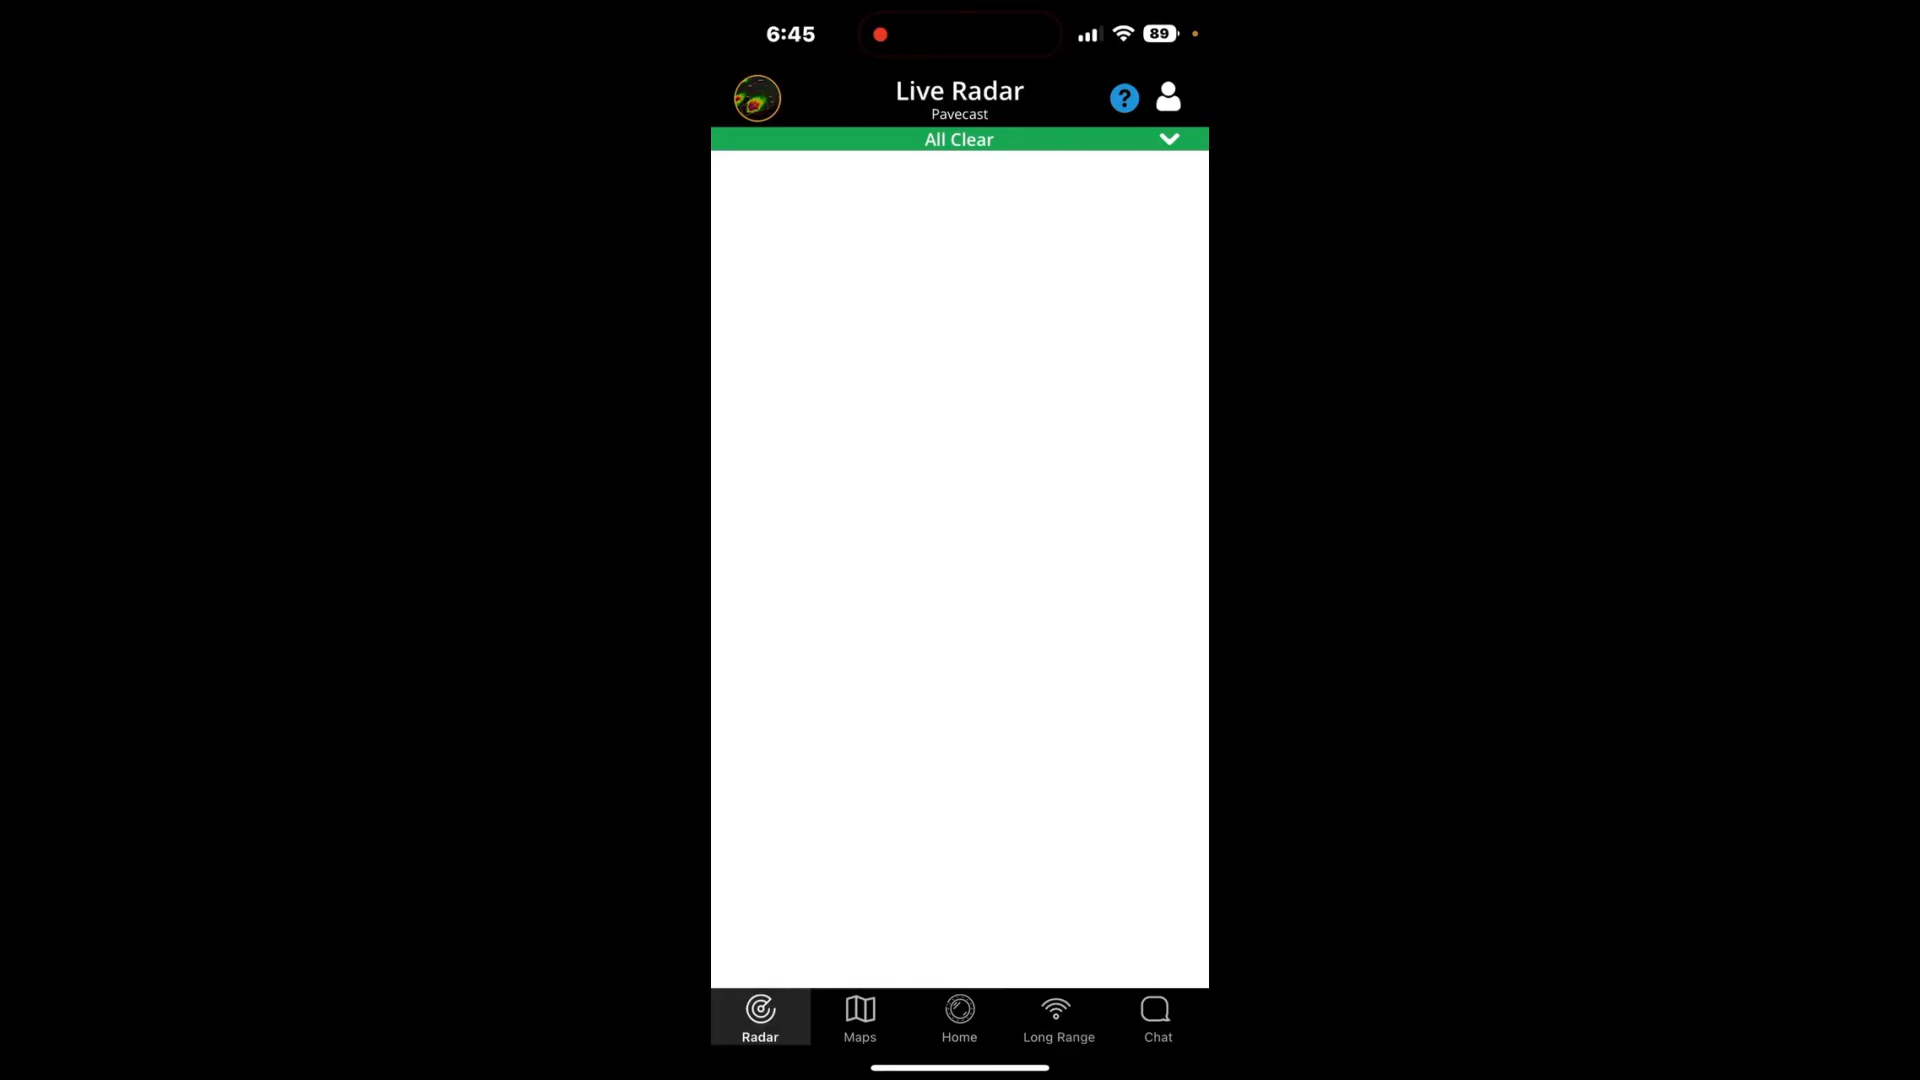 6:45
89
Live Radar
?
Pavecast
All Clear
Radar
Maps
Home
Long Range
Chat